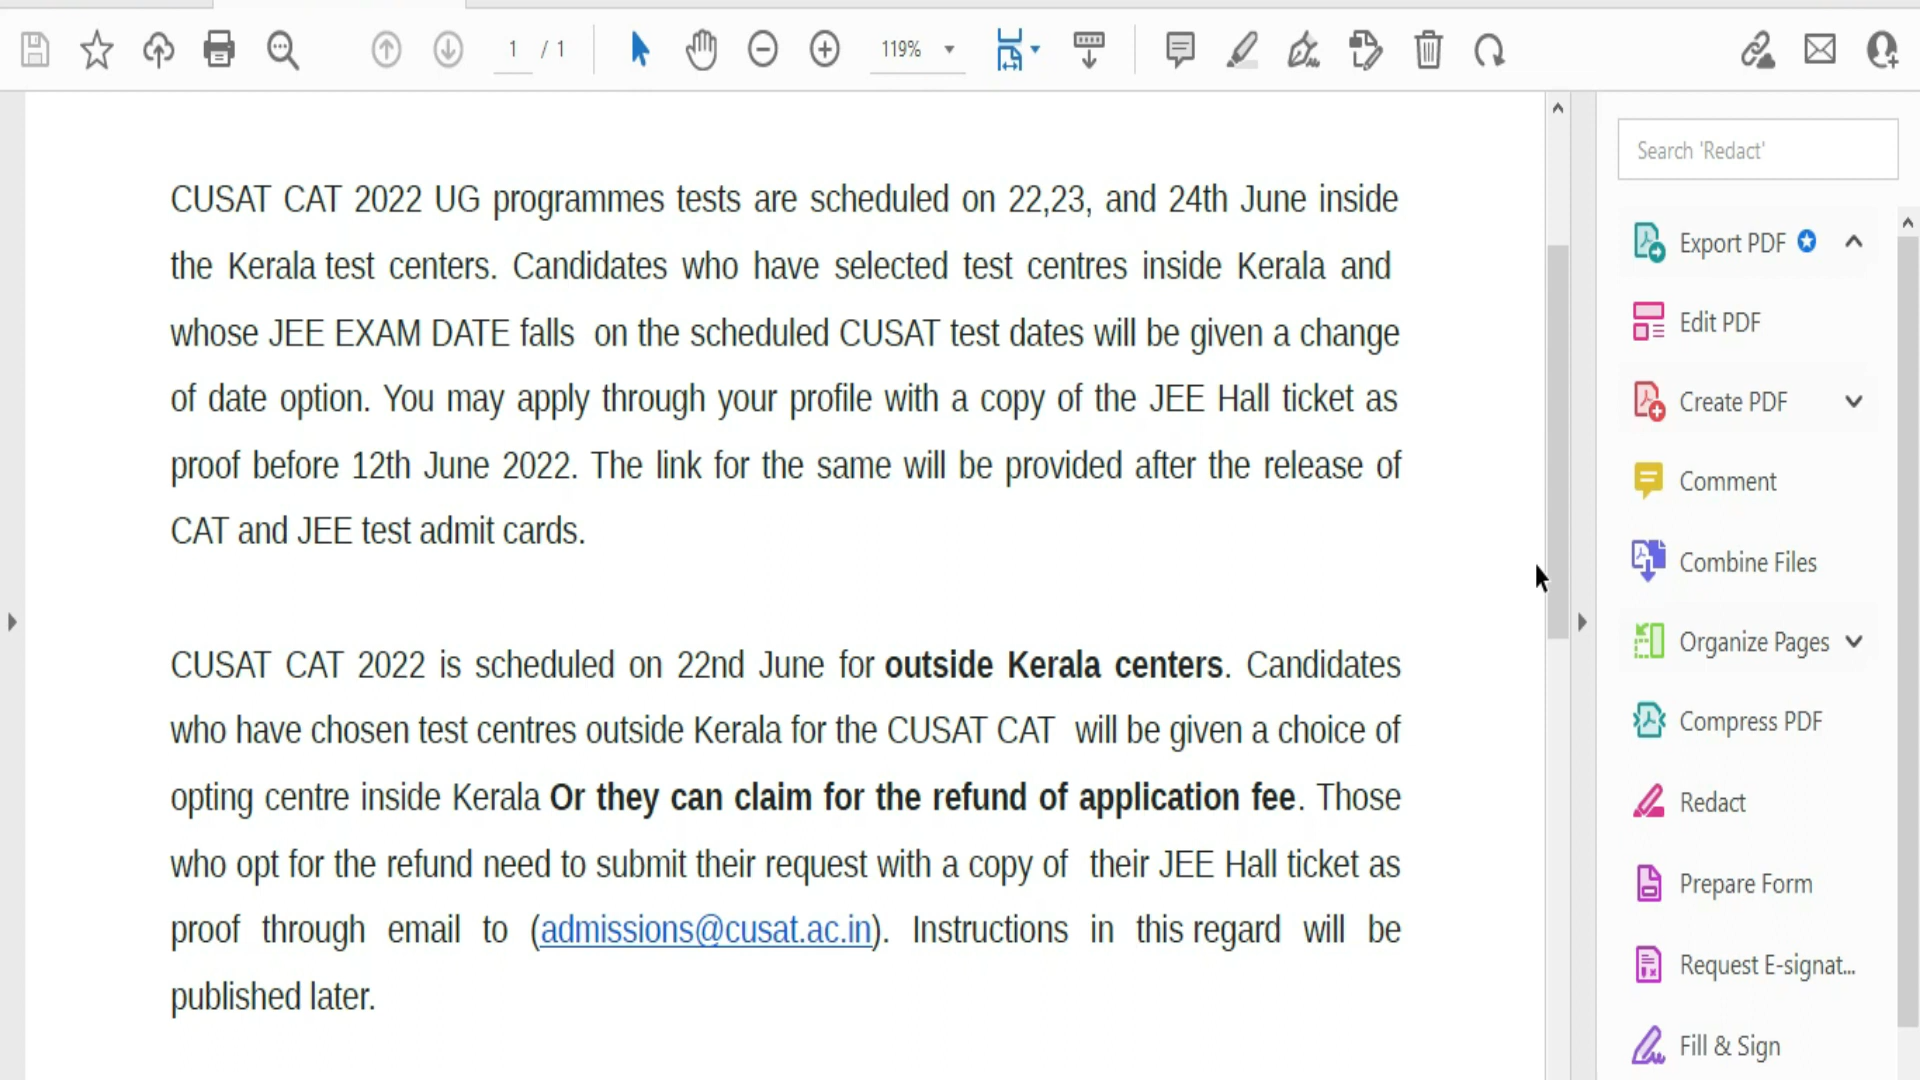 1 / 1
119%
Search 'Redact'
CUSAT CAT 2022 UG programmes tests are scheduled on 22,23, and 24th June inside
the Kerala test centers. Candidates who have selected test centres inside Kerala and
whose JEE EXAM DATE falls on the scheduled CUSAT test dates will be given a change
of date option. You may apply through your profile with a copy of the JEE Hall ticket as
proof before 12th June 2022. The link for the same will be provided after the release of
CAT and JEE test admit cards.
CUSAT CAT 2022 is scheduled on 22nd June for outside Kerala centers. Candidates
who have chosen test centres outside Kerala for the CUSAT CAT will be given a choice of
opting centre inside Kerala Or they can claim for the refund of application fee. Those
who opt for the refund need to submit their request with a copy of their JEE Hall ticket as
proof through email to (admissions@cusat.ac.in). Instructions in this regard will be
published later.
Export PDF
Edit PDF
Create PDF
Comment
Combine Files
Organize Pages
Compress PDF
Redact
Prepare Form
Request E-signat...
Fill & Sign